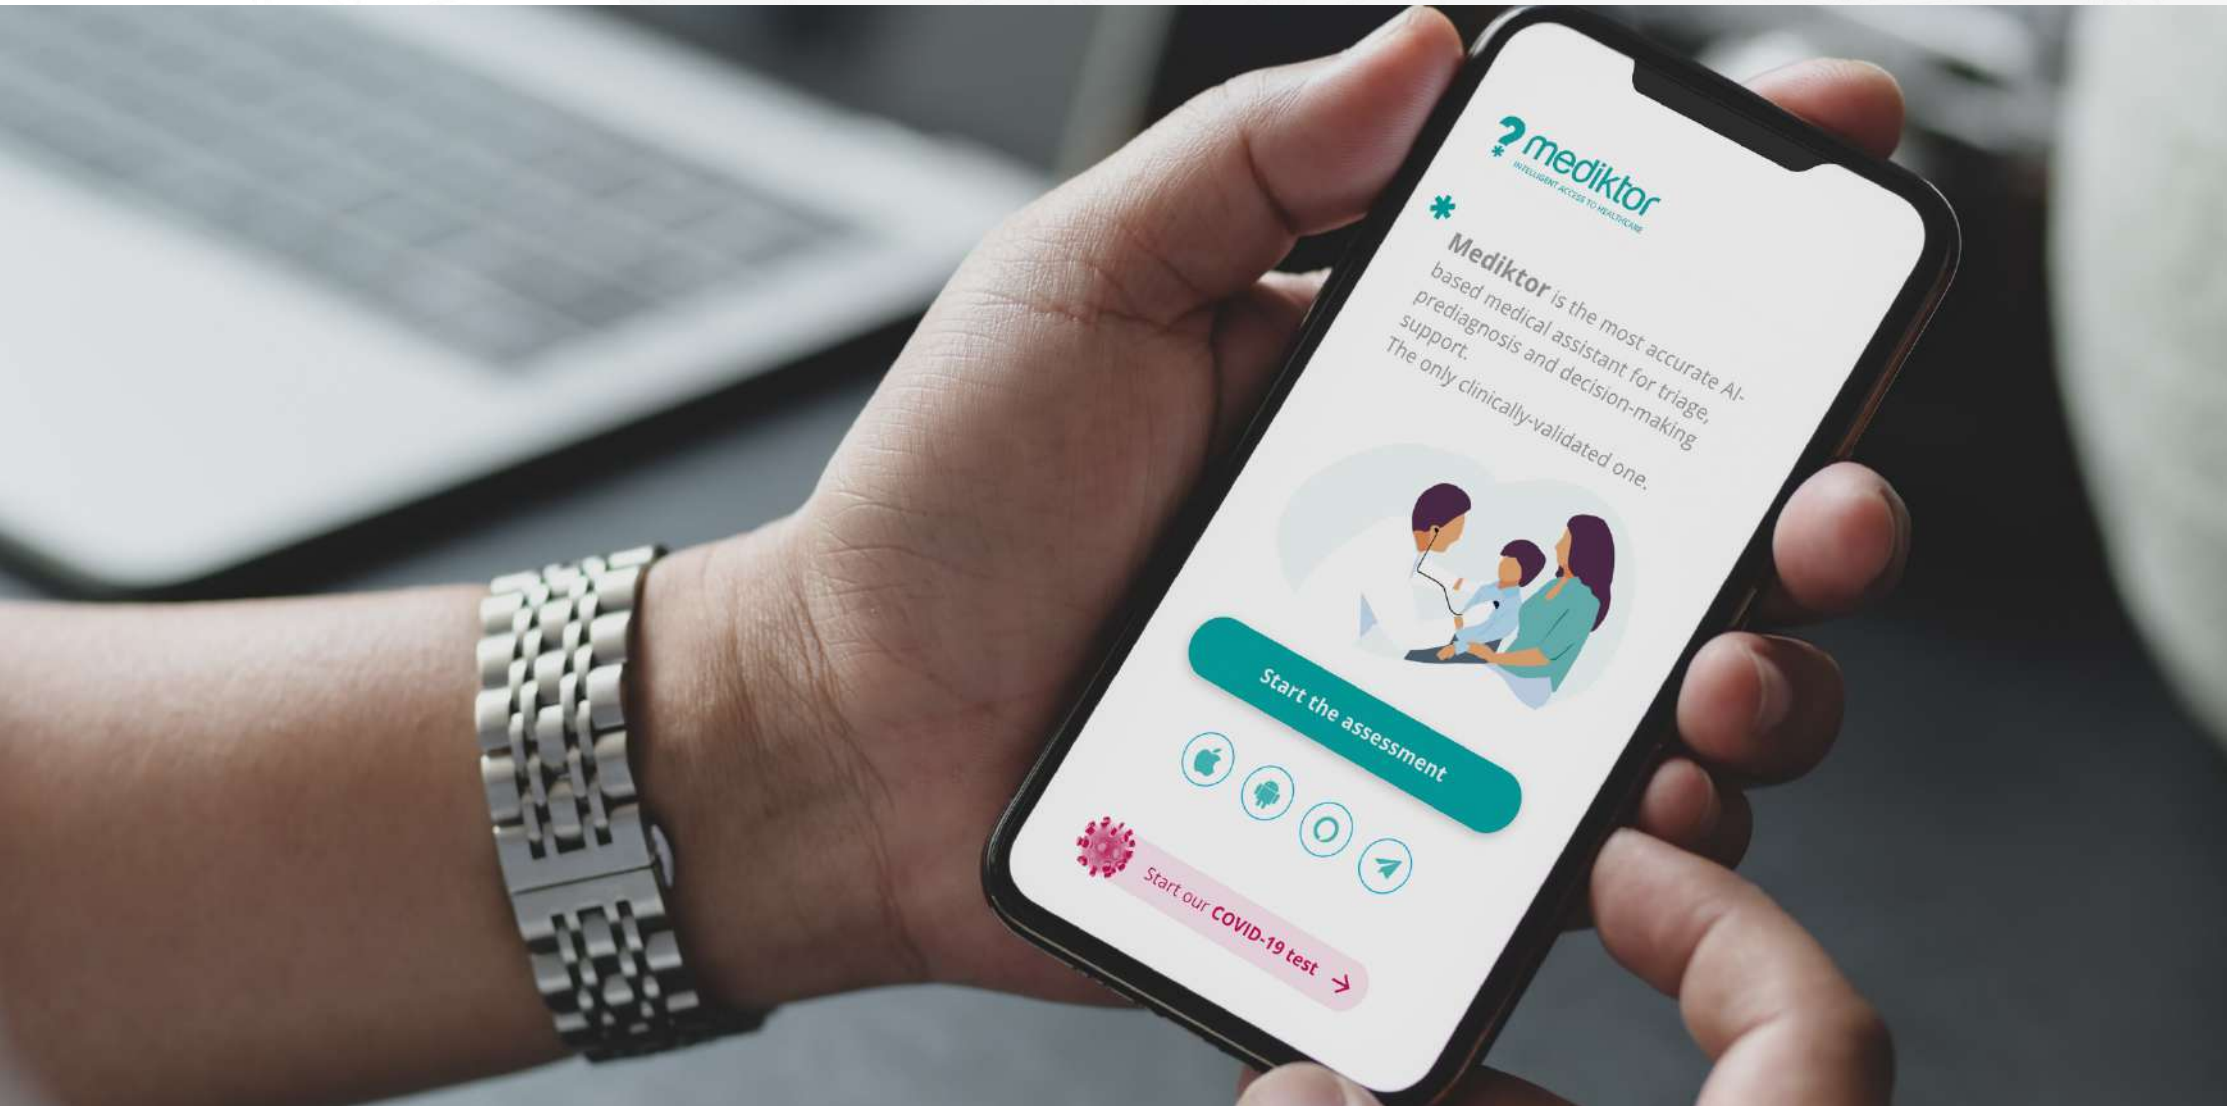 mediktor
INTELLIGENT ACCESS TO HEALTHCARE
Mediktor is the most accurate AI-
based medical assistant for triage,
prediagnosis and decision-making
support.
The only clinically-validated one.
Start the assessment
Start our COVID-19 test